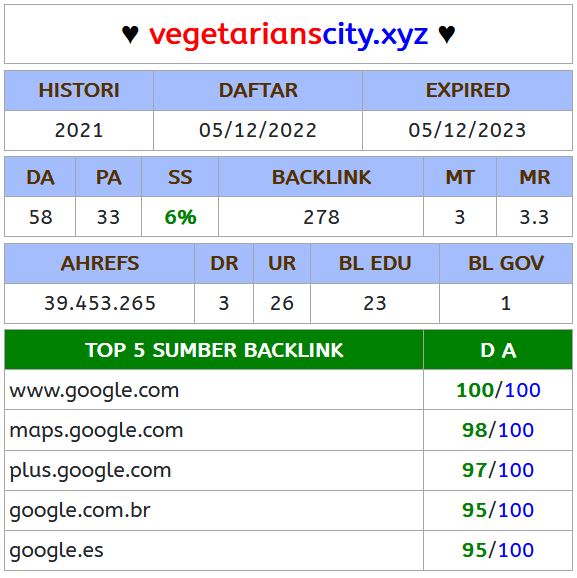 ♥ vegetarianscity.xyz ♥
HISTORI DAFTAR EXPIRED
2021 05/12/2022 05/12/2023
DA PA SS BACKLINK MT MR
58 33 6% 278 3 3.3
AHREFS DR UR BL EDU BL GOV
39.453.265 3 26 23 1
TOP 5 SUMBER BACKLINK D A
www.google.com 100/100
maps.google.com 98/100
plus.google.com 97/100
google.com.br 95/100
google.es 95/100